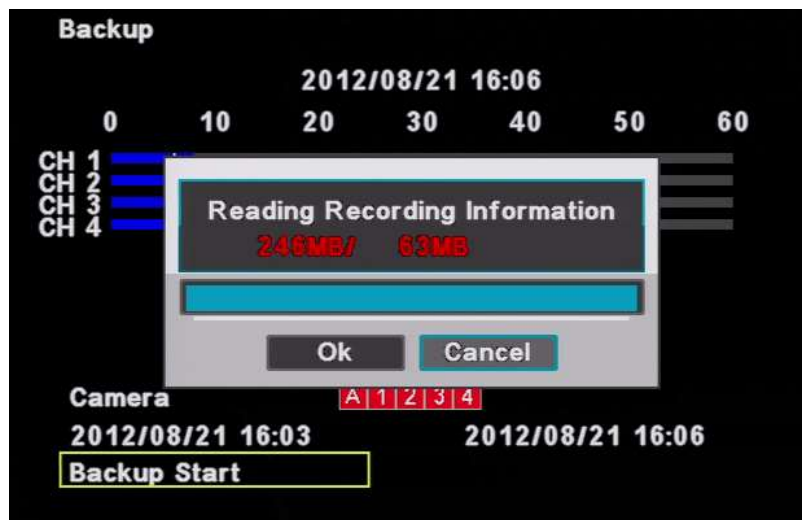 Backup
2012/08/21 16:06
0 10 20 30 40 50 60
CH 1
CH 2
CH 3
CH 4
Reading Recording Information
246MB/ 63MB
Ok Cancel
Camera A 1 2 3 4
2012/08/21 16:03 2012/08/21 16:06
Backup Start